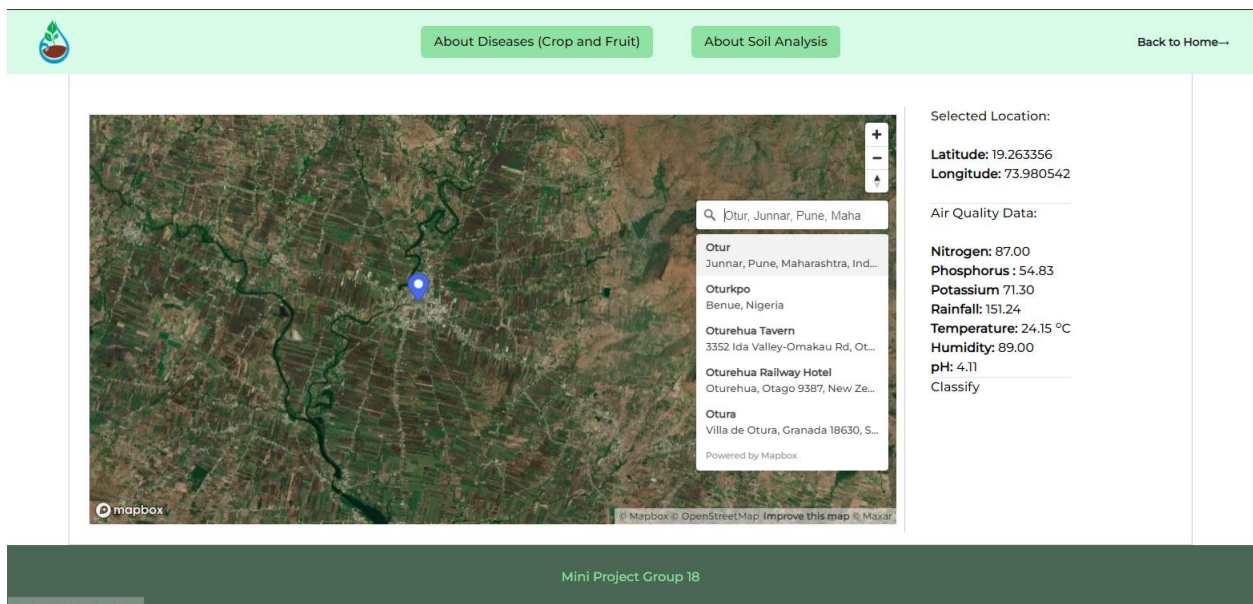 About Diseases (Crop and Fruit)
About Soil Analysis
Back to Home→
+
−
Otur, Junnar, Pune, Maha
Otur
Junnar, Pune, Maharashtra, Ind...
Oturkpo
Benue, Nigeria
Oturehua Tavern
3352 Ida Valley-Omakau Rd, Ot...
Oturehua Railway Hotel
Oturehua, Otago 9387, New Ze...
Otura
Villa de Otura, Granada 18630, S...
Powered by Mapbox
mapbox
© Mapbox © OpenStreetMap Improve this map © Maxar
Selected Location:
Latitude: 19.263356
Longitude: 73.980542
Air Quality Data:
Nitrogen: 87.00
Phosphorus : 54.83
Potassium 71.30
Rainfall: 151.24
Temperature: 24.15 °C
Humidity: 89.00
pH: 4.11
Classify
Mini Project Group 18